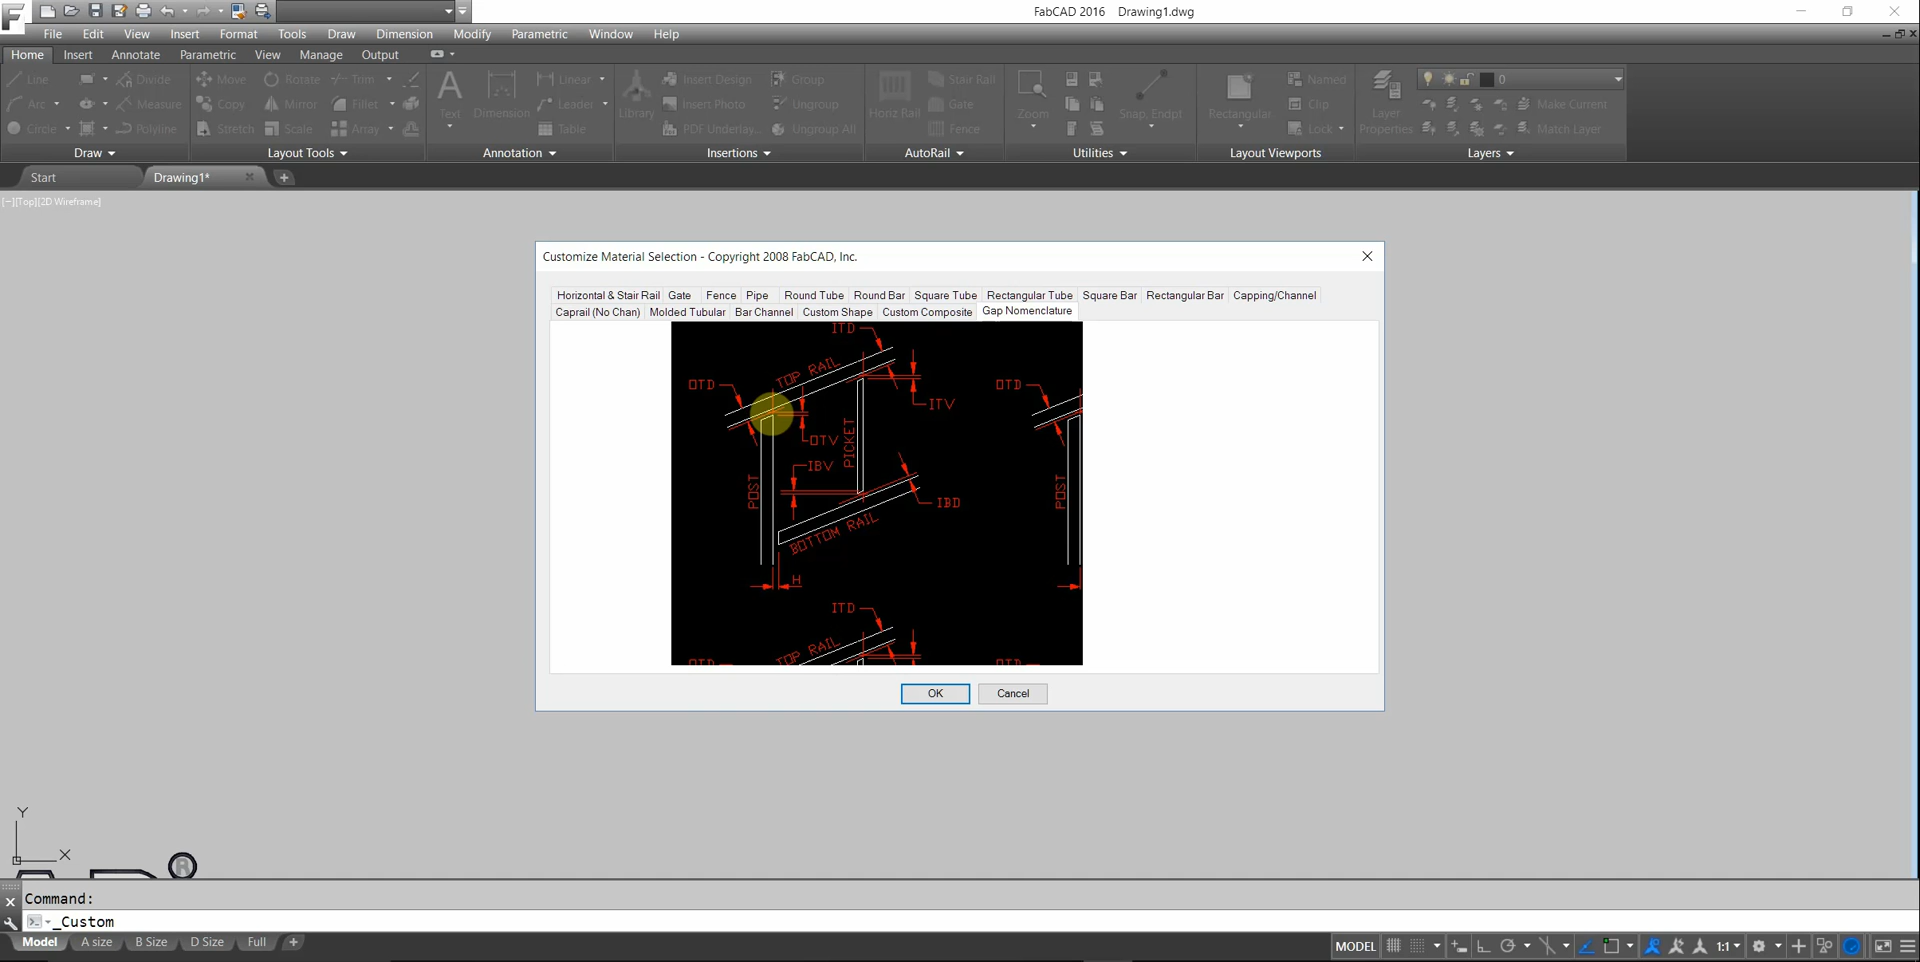 FabCAD 2016 Drawing1.dwg
File Edit View Insert Format Tools Draw Dimension Modify Parametric Window Help
Home Insert Annotate Parametric View Manage Output
Line Divide Move Rotate Trim Linear Insert Design Group Stair Rail Named 0
Arc Measure Copy Mirror Fillet Leader Insert Photo Ungroup Gate Clip Make Current
Text Dimension Library Horiz Rail Zoom Snap, Endpt Rectangular Layer
Circle Polyline Stretch Scale Array Table PDF Underlay... Ungroup All Fence Lock Properties Match Layer
Draw Layout Tools Annotation Insertions AutoRail Utilities Layout Viewports Layers
Start Drawing1*
[−][Top][2D Wireframe]
Customize Material Selection - Copyright 2008 FabCAD, Inc.
Horizontal & Stair Rail Gate Fence Pipe Round Tube Round Bar Square Tube Rectangular Tube Square Bar Rectangular Bar Capping/Channel
Caprail (No Chan) Molded Tubular Bar Channel Custom Shape Custom Composite Gap Nomenclature
ITD
TOP RAIL
OTD OTD
ITV
OTV
PICKET
IBV
POST POST
IBD
BOTTOM RAIL
H
ITD
TOP RAIL
OTD OTD
OK Cancel
Y
X
R
Command:
_Custom
Model A size B Size D Size Full
MODEL 1:1